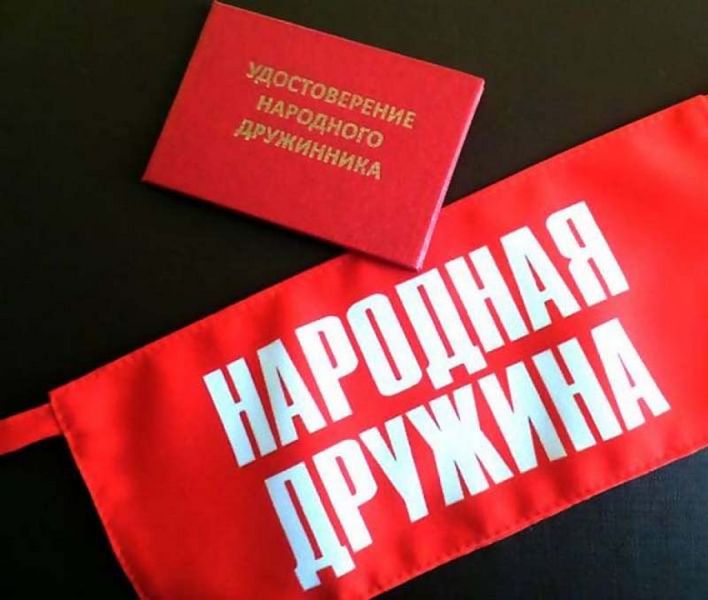 УДОСТОВЕРЕНИЕ
НАРОДНОГО
ДРУЖИННИКА
НАРОДНАЯ
ДРУЖИНА